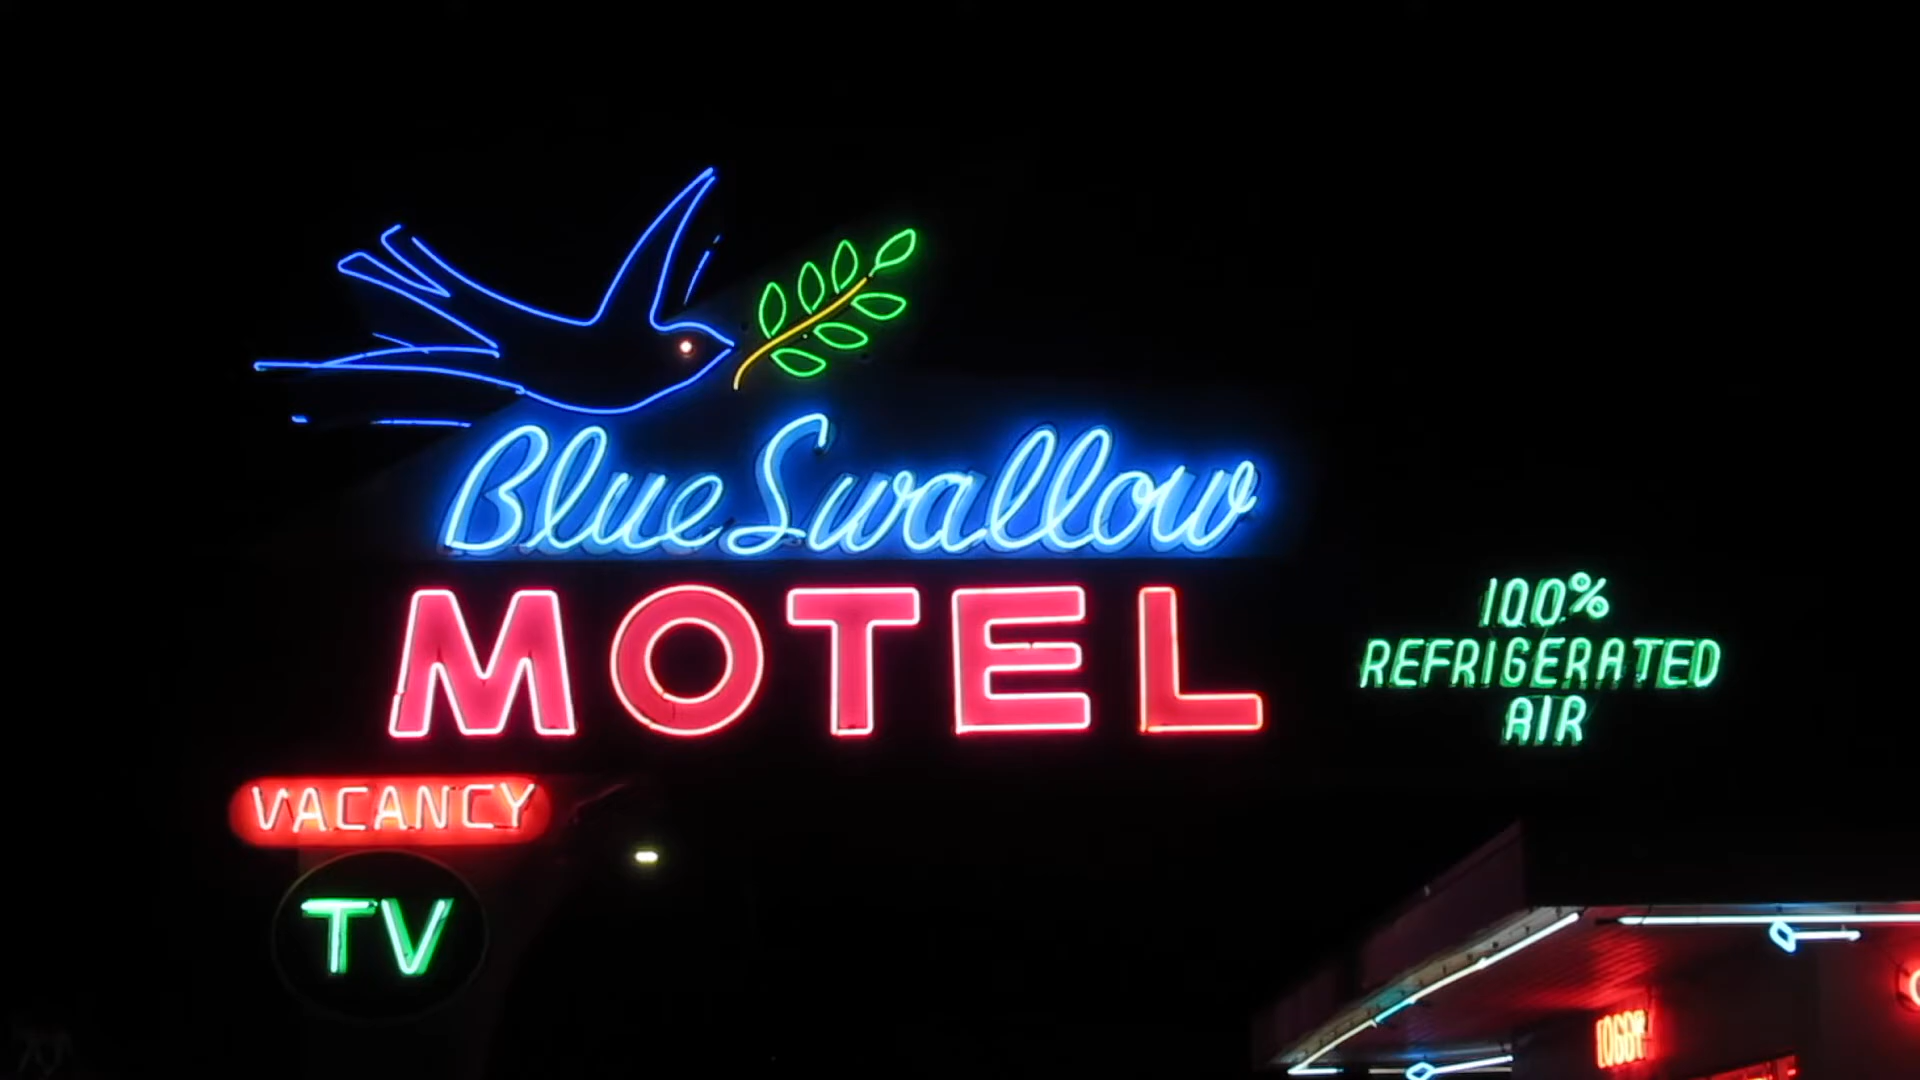 Blue Swallow
MOTEL
100%
REFRIGERATED
AIR
VACANCY
TV